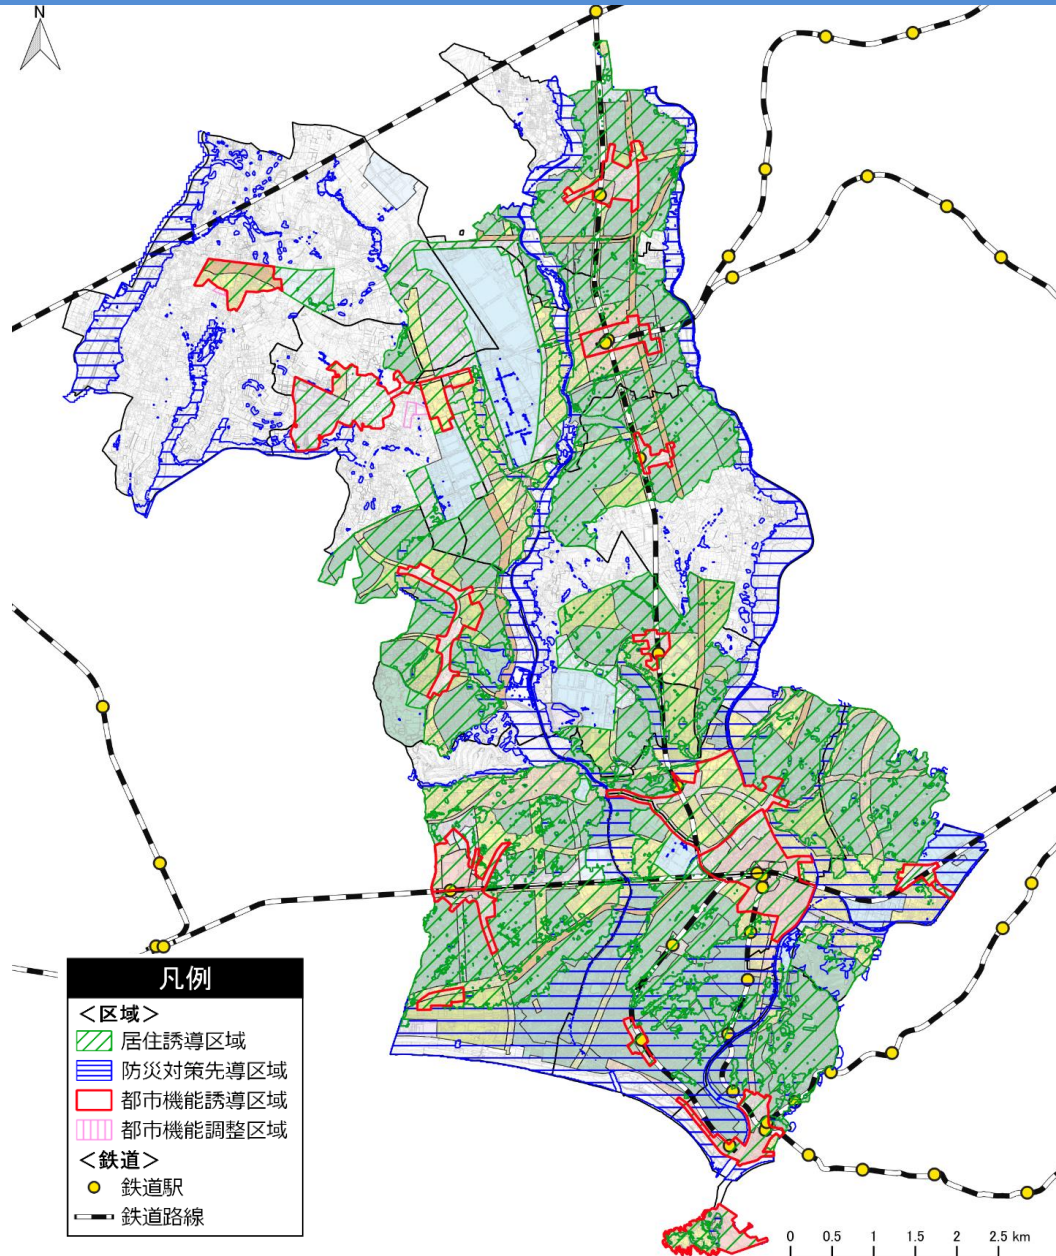 N
凡例
＜区域＞
居住誘導区域
防災対策先導区域
都市機能誘導区域
都市機能調整区域
＜鉄道＞
鉄道駅
鉄道路線
0 0.5 1 1.5 2 2.5 km